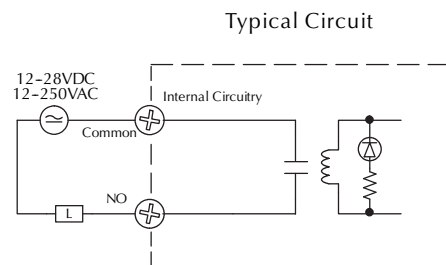 Typical Circuit
12-28VDC
12-250VAC
Internal Circuitry
Common
NO
L